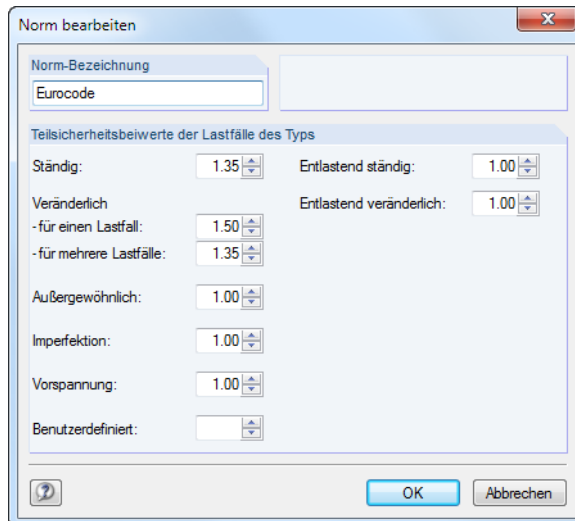 Norm bearbeiten
Norm-Bezeichnung
Eurocode
Teilsicherheitsbeiwerte der Lastfälle des Typs
Ständig: 1.35 Entlastend ständig: 1.00
Veränderlich Entlastend veränderlich: 1.00
- für einen Lastfall: 1.50
- für mehrere Lastfälle: 1.35
Außergewöhnlich: 1.00
Imperfektion: 1.00
Vorspannung: 1.00
Benutzerdefiniert:
OK Abbrechen